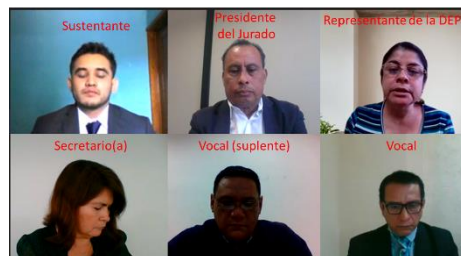 Sustentante
Presidente
del Jurado
Representante de la DEP
Secretario(a)
Vocal (suplente)
Vocal